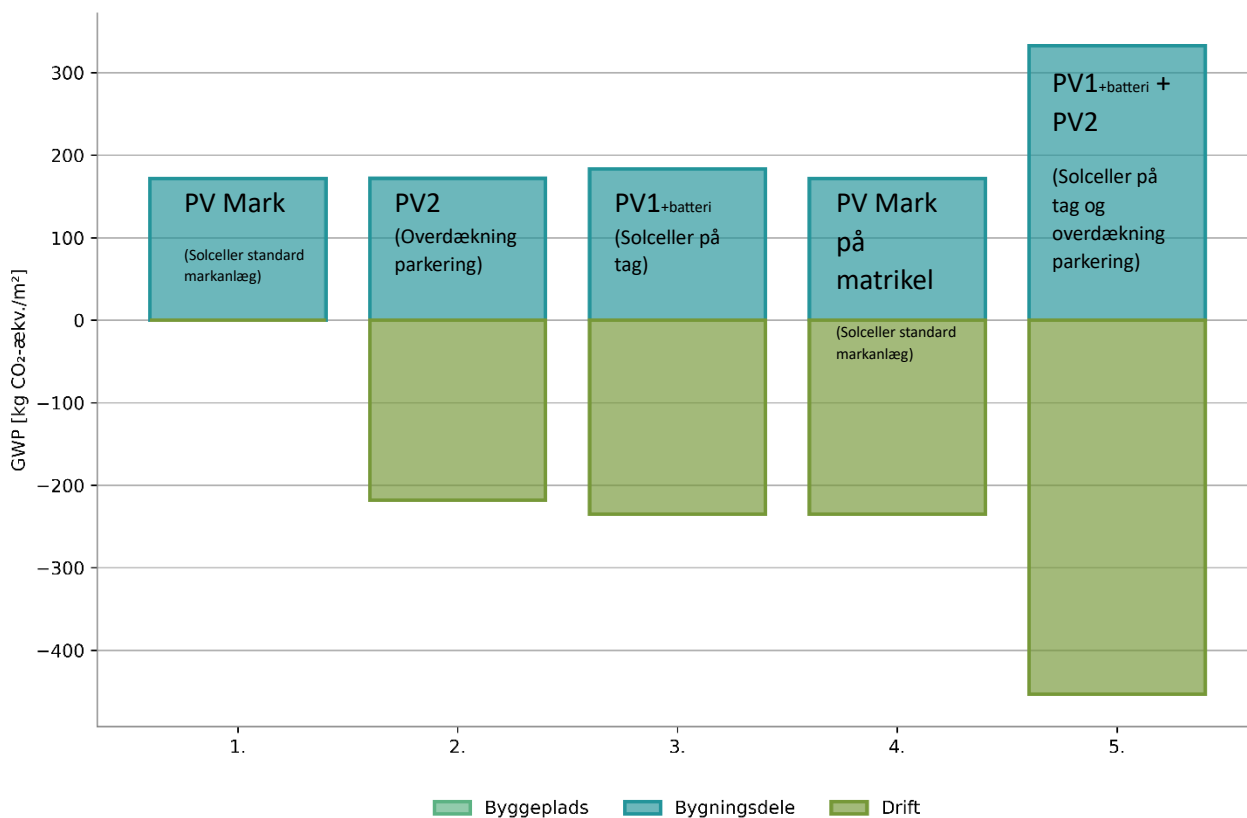 GWP [kg CO₂-ækv./m²]
300
200
100
0
−100
−200
−300
−400
PV Mark
(Solceller standard
markanlæg)
PV2
(Overdækning
parkering)
PV1+batteri
(Solceller på
tag)
PV Mark
på
matrikel
(Solceller standard
markanlæg)
PV1+batteri +
PV2
(Solceller på
tag og
overdækning
parkering)
1.
2.
3.
4.
5.
Byggeplads
Bygningsdele
Drift